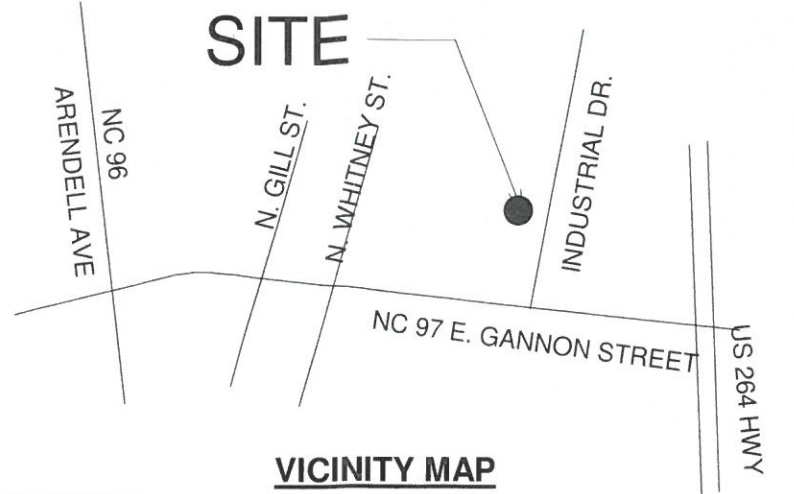 SITE
NC 96
ARENDELL AVE
N. GILL ST.
N. WHITNEY ST.
INDUSTRIAL DR.
NC 97 E. GANNON STREET
US 264 HWY
VICINITY MAP